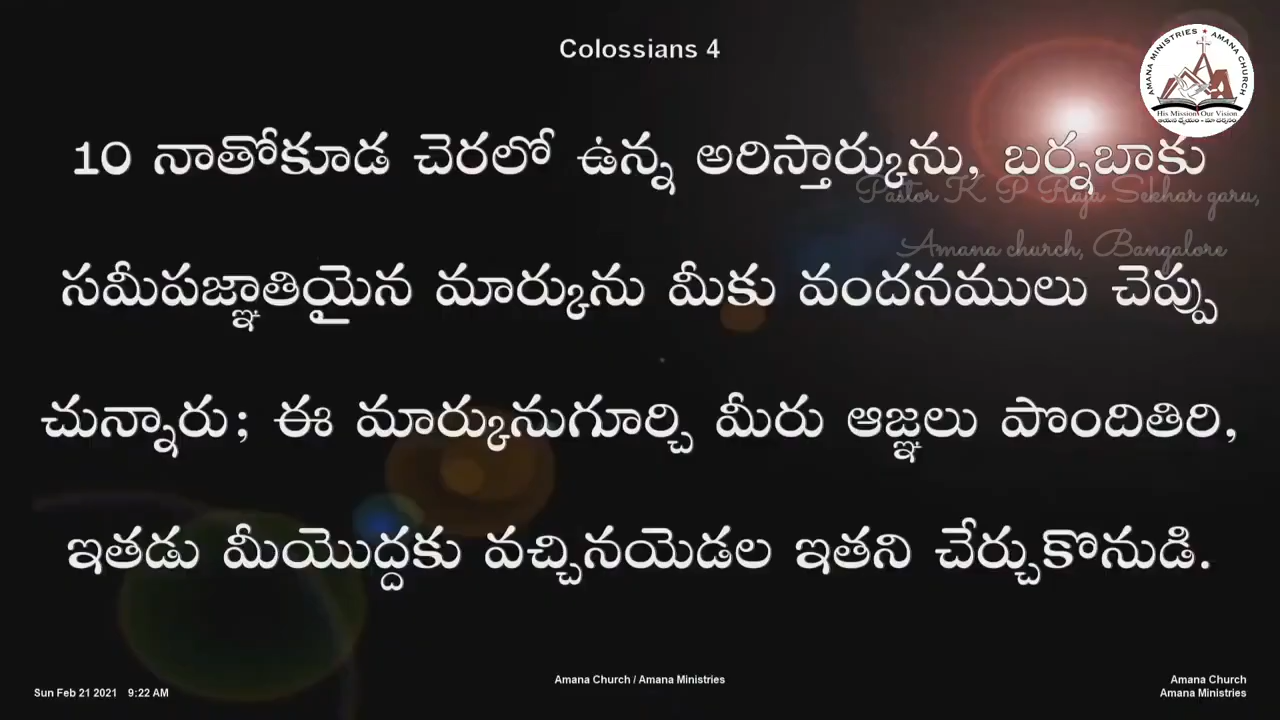 Colossians 4
AMANA MINISTRIES ★ AMANA CHURCH
His Mission Our Vision
10 నాతోకూడ చెరలో ఉన్న అరిస్తార్కును, బర్నబాకు
Pastor K P Raja Sekhar garu,
Amana church, Bangalore
సమీపజ్ఞాతియైన మార్కును మీకు వందనములు చెప్పు
చున్నారు; ఈ మార్కునుగూర్చి మీరు ఆజ్ఞలు పొందితిరి,
ఇతడు మీయొద్దకు వచ్చినయెడల ఇతని చేర్చుకొనుడి.
Sun Feb 21 2021 9:22 AM
Amana Church / Amana Ministries
Amana Church
Amana Ministries